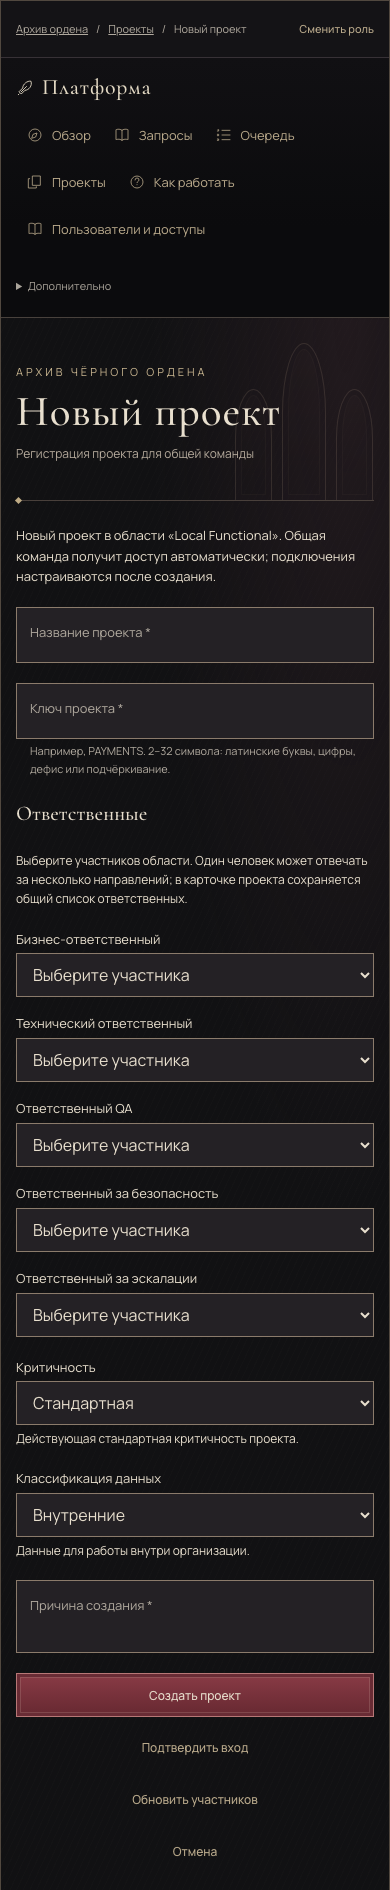 Архив ордена / Проекты / Новый проект Сменить роль
Платформа
Обзор Запросы Очередь
Проекты Как работать
Пользователи и доступы
Дополнительно
АРХИВ ЧЁРНОГО ОРДЕНА
Новый проект
Регистрация проекта для общей команды
Новый проект в области «Local Functional». Общая
команда получит доступ автоматически; подключения
настраиваются после создания.
Название проекта *
Ключ проекта *
Например, PAYMENTS. 2–32 символа: латинские буквы, цифры,
дефис или подчёркивание.
Ответственные
Выберите участников области. Один человек может отвечать
за несколько направлений; в карточке проекта сохраняется
общий список ответственных.
Бизнес-ответственный
Выберите участника
Технический ответственный
Выберите участника
Ответственный QA
Выберите участника
Ответственный за безопасность
Выберите участника
Ответственный за эскалации
Выберите участника
Критичность
Стандартная
Действующая стандартная критичность проекта.
Классификация данных
Внутренние
Данные для работы внутри организации.
Причина создания *
Создать проект
Подтвердить вход
Обновить участников
Отмена